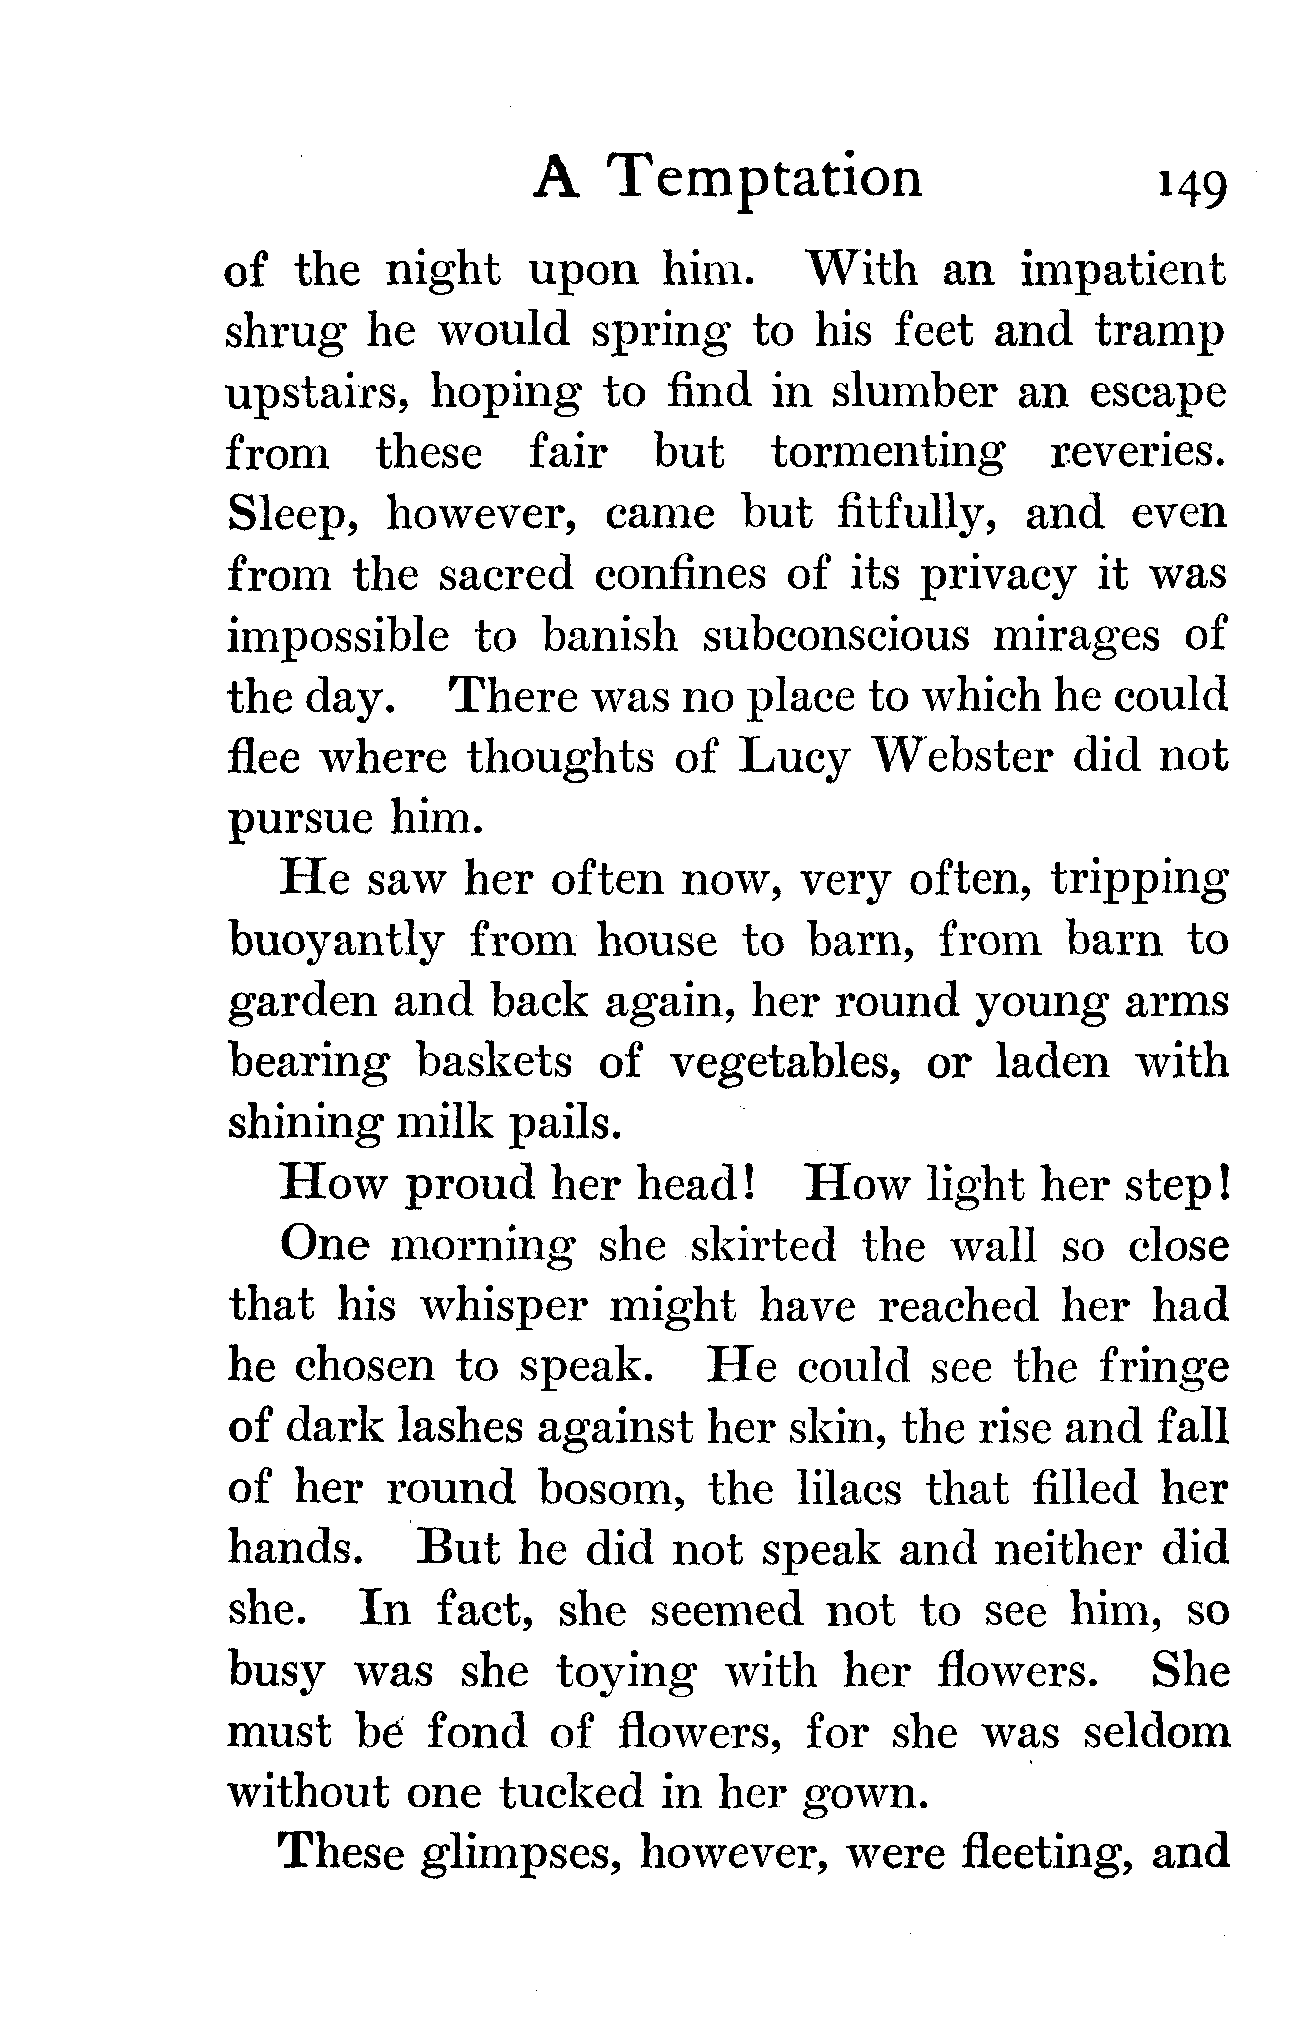 A Temptation 149
of the night upon him. With an impatient
shrug he would spring to his feet and tramp
upstairs, hoping to find in slumber an escape
from these fair but tormenting reveries.
Sleep, however, came but fitfully, and even
from the sacred confines of its privacy it was
impossible to banish subconscious mirages of
the day. There was no place to which he could
flee where thoughts of Lucy Webster did not
pursue him.
He saw her often now, very often, tripping
buoyantly from house to barn, from barn to
garden and back again, her round young arms
bearing baskets of vegetables, or laden with
shining milk pails.
How proud her head! How light her step!
One morning she skirted the wall so close
that his whisper might have reached her had
he chosen to speak. He could see the fringe
of dark lashes against her skin, the rise and fall
of her round bosom, the lilacs that filled her
hands. But he did not speak and neither did
she. In fact, she seemed not to see him, so
busy was she toying with her flowers. She
must be fond of flowers, for she was seldom
without one tucked in her gown.
These glimpses, however, were fleeting, and